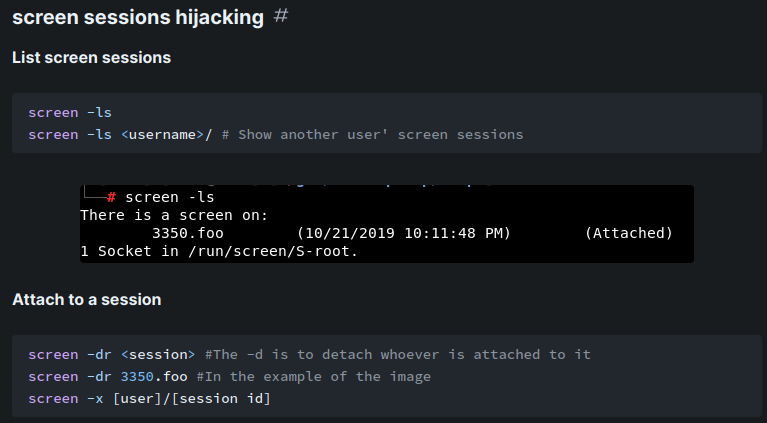 screen sessions hijacking #
List screen sessions
screen -ls
screen -ls <username>/ # Show another user' screen sessions
└──# screen -ls
There is a screen on:
3350.foo (10/21/2019 10:11:48 PM) (Attached)
1 Socket in /run/screen/S-root.
Attach to a session
screen -dr <session> #The -d is to detach whoever is attached to it
screen -dr 3350.foo #In the example of the image
screen -x [user]/[session id]